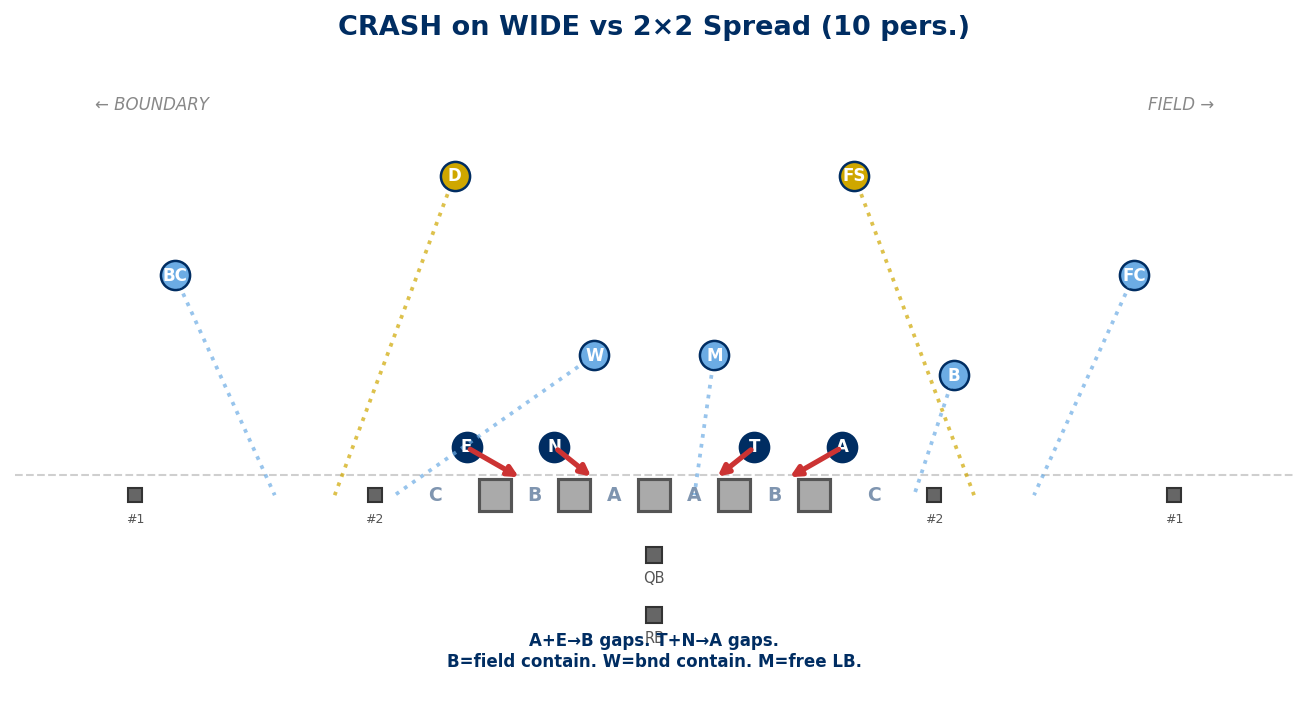 CRASH on WIDE vs 2×2 Spread (10 pers.)
← BOUNDARY
FIELD →
D
FS
BC
FC
W
M
B
E
N
T
A
C
B
A
A
B
C
#1
#2
#2
#1
QB
RB
A+E→B gaps. T+N→A gaps.
B=field contain. W=bnd contain. M=free LB.